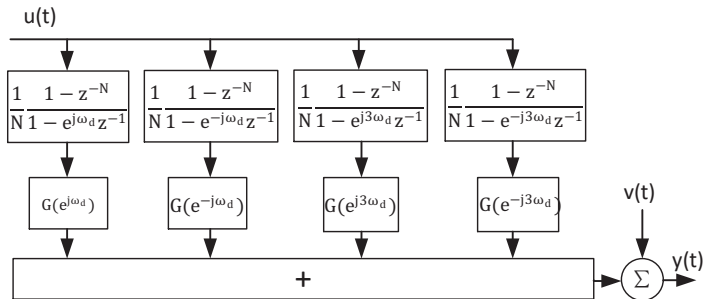 u(t)
1/N (1 − z⁻ᴺ)/(1 − e^{jω_d}z⁻¹)
1/N (1 − z⁻ᴺ)/(1 − e^{−jω_d}z⁻¹)
1/N (1 − z⁻ᴺ)/(1 − e^{j3ω_d}z⁻¹)
1/N (1 − z⁻ᴺ)/(1 − e^{−j3ω_d}z⁻¹)
G(e^{jω_d})
G(e^{−jω_d})
G(e^{j3ω_d})
G(e^{−j3ω_d})
v(t)
+
Σ
y(t)